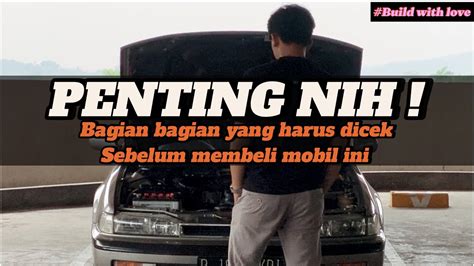 #Build with love
PENTING NIH !
Bagian bagian yang harus dicek
Sebelum membeli mobil ini